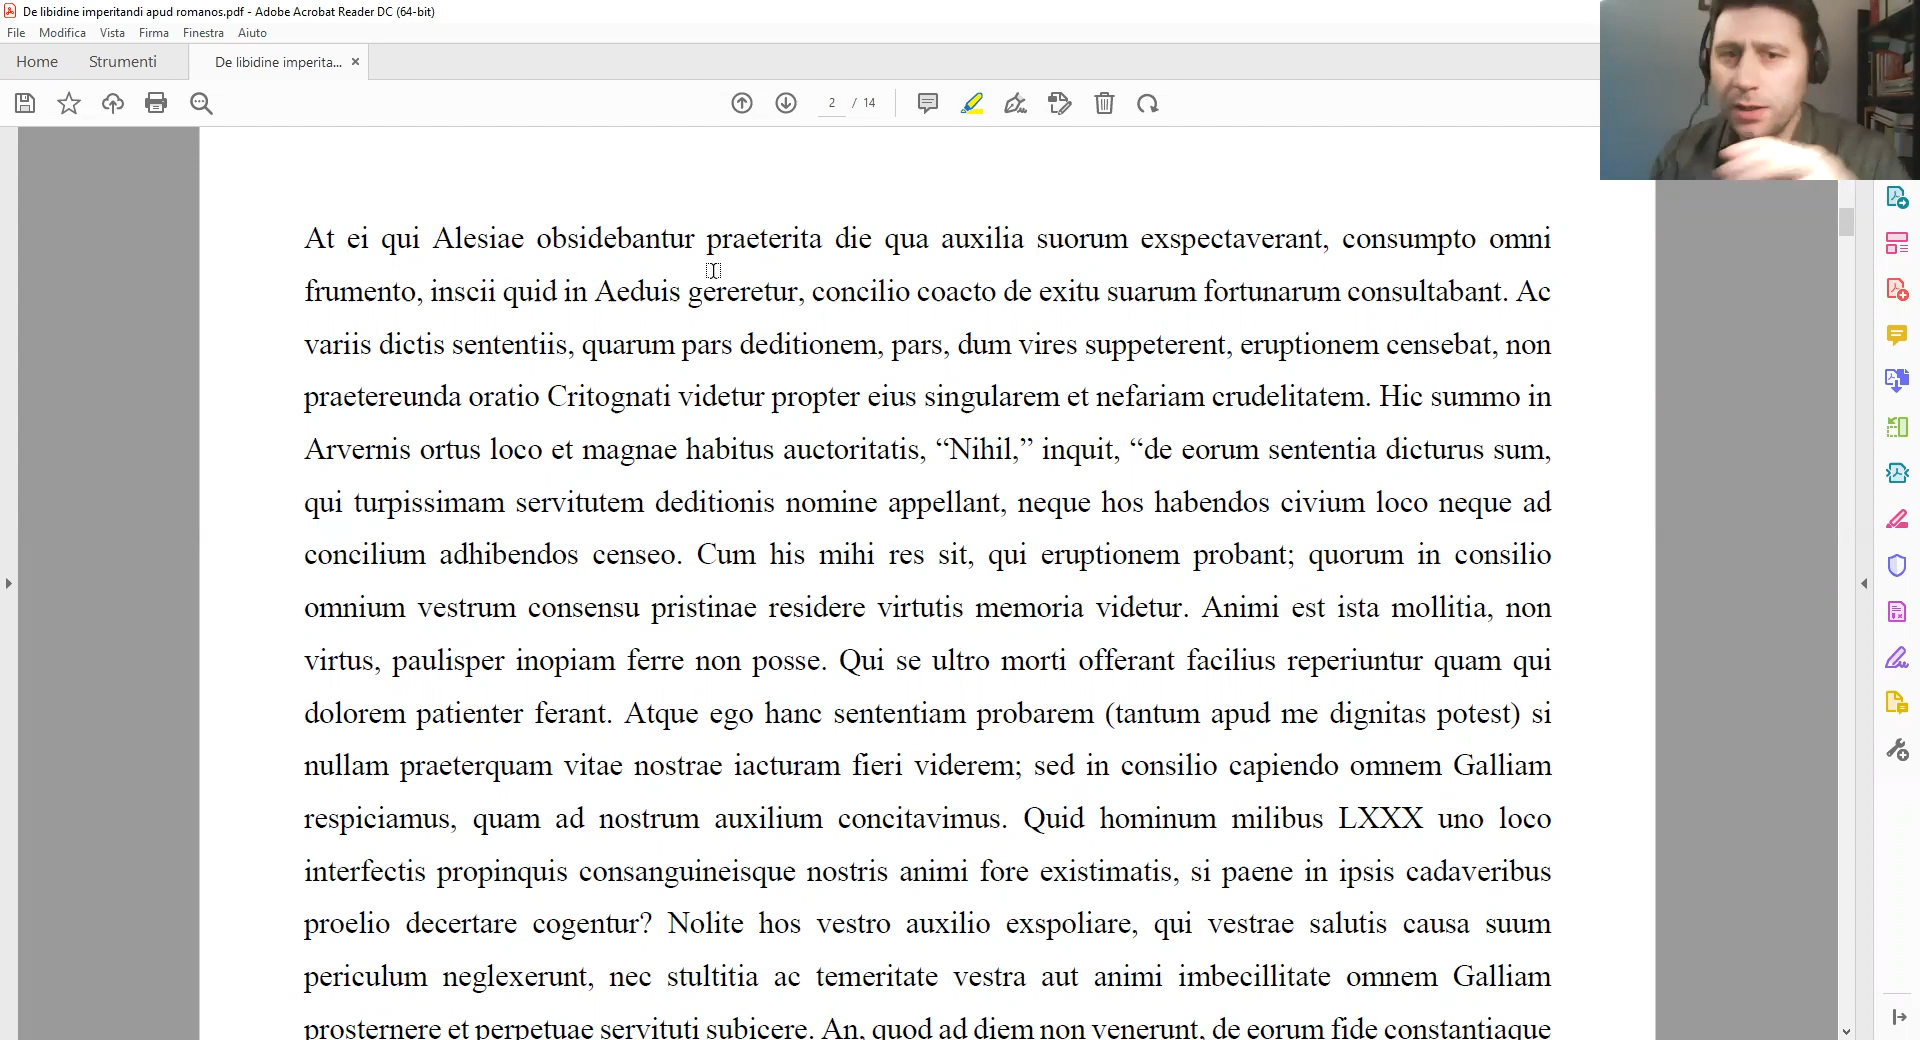 De libidine imperitandi apud romanos.pdf - Adobe Acrobat Reader DC (64-bit)
File Modifica Vista Firma Finestra Aiuto
Home Strumenti De libidine imperita... ×
2 / 14
At ei qui Alesiae obsidebantur praeterita die qua auxilia suorum exspectaverant, consumpto omni
frumento, inscii quid in Aeduis gereretur, concilio coacto de exitu suarum fortunarum consultabant. Ac
variis dictis sententiis, quarum pars deditionem, pars, dum vires suppeterent, eruptionem censebat, non
praetereunda oratio Critognati videtur propter eius singularem et nefariam crudelitatem. Hic summo in
Arvernis ortus loco et magnae habitus auctoritatis, “Nihil,” inquit, “de eorum sententia dicturus sum,
qui turpissimam servitutem deditionis nomine appellant, neque hos habendos civium loco neque ad
concilium adhibendos censeo. Cum his mihi res sit, qui eruptionem probant; quorum in consilio
omnium vestrum consensu pristinae residere virtutis memoria videtur. Animi est ista mollitia, non
virtus, paulisper inopiam ferre non posse. Qui se ultro morti offerant facilius reperiuntur quam qui
dolorem patienter ferant. Atque ego hanc sententiam probarem (tantum apud me dignitas potest) si
nullam praeterquam vitae nostrae iacturam fieri viderem; sed in consilio capiendo omnem Galliam
respiciamus, quam ad nostrum auxilium concitavimus. Quid hominum milibus LXXX uno loco
interfectis propinquis consanguineisque nostris animi fore existimatis, si paene in ipsis cadaveribus
proelio decertare cogentur? Nolite hos vestro auxilio exspoliare, qui vestrae salutis causa suum
periculum neglexerunt, nec stultitia ac temeritate vestra aut animi imbecillitate omnem Galliam
prosternere et perpetuae servituti subicere. An, quod ad diem non venerunt, de eorum fide constantiaque